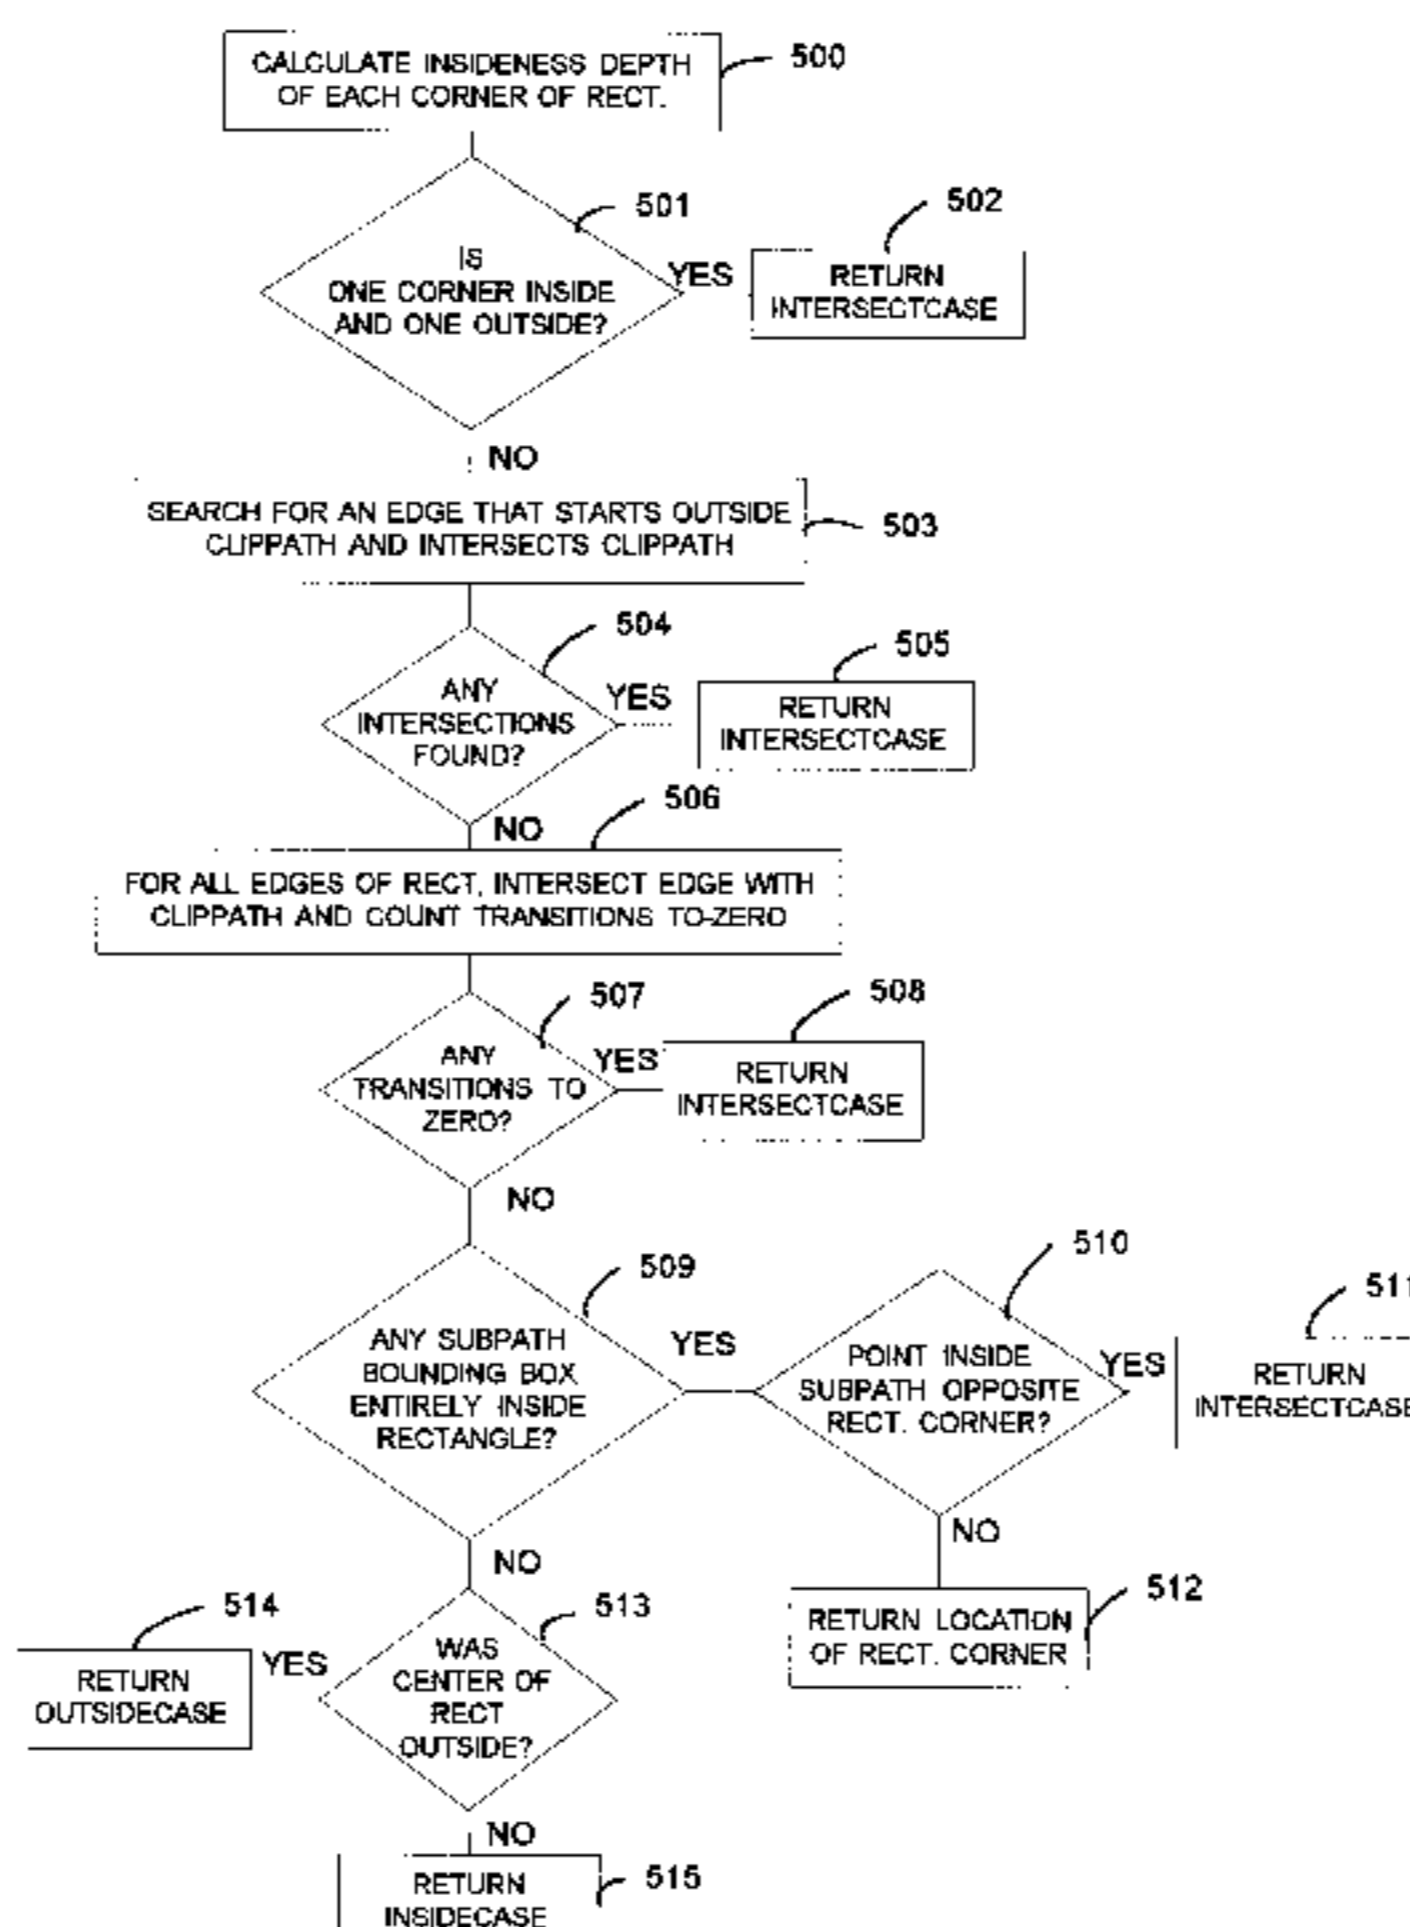 500
CALCULATE INSIDENESS DEPTH
OF EACH CORNER OF RECT.
501
IS
ONE CORNER INSIDE
AND ONE OUTSIDE?
YES
502
RETURN
INTERSECTCASE
NO
SEARCH FOR AN EDGE THAT STARTS OUTSIDE
CLIPPATH AND INTERSECTS CLIPPATH
503
504
ANY
INTERSECTIONS
FOUND?
YES
505
RETURN
INTERSECTCASE
NO
506
FOR ALL EDGES OF RECT, INTERSECT EDGE WITH
CLIPPATH AND COUNT TRANSITIONS TO-ZERO
507
ANY
TRANSITIONS TO
ZERO?
YES
508
RETURN
INTERSECTCASE
NO
509
ANY SUBPATH
BOUNDING BOX
ENTIRELY INSIDE
RECTANGLE?
YES
510
POINT INSIDE
SUBPATH OPPOSITE
RECT. CORNER?
YES
511
RETURN
INTERSECTCASE
NO
512
RETURN LOCATION
OF RECT. CORNER
NO
513
WAS
CENTER OF
RECT
OUTSIDE?
YES
514
RETURN
OUTSIDECASE
NO
515
RETURN
INSIDECASE